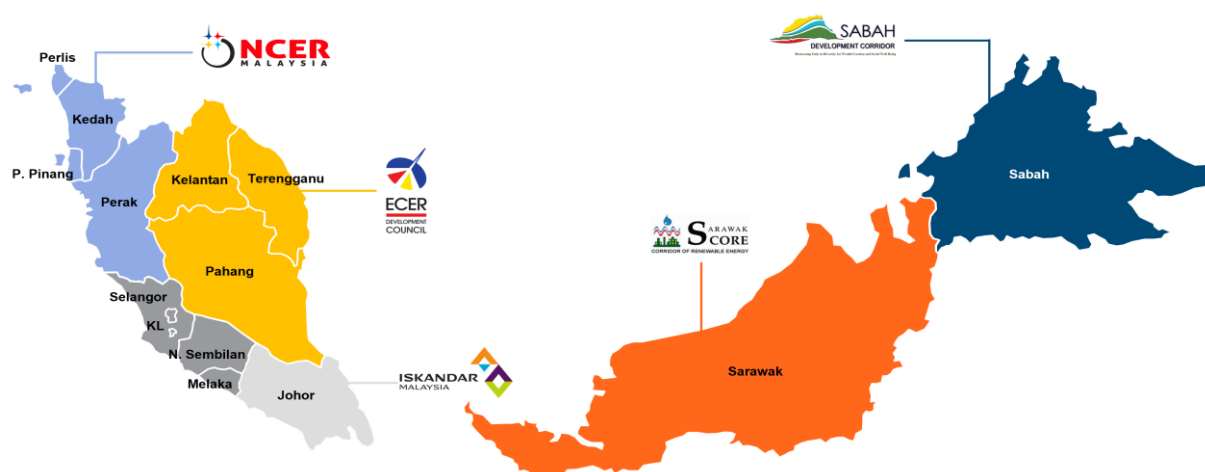 NCER
MALAYSIA
Perlis
Kedah
P. Pinang
Perak
Kelantan
Terengganu
ECER
DEVELOPMENT
COUNCIL
Pahang
Selangor
KL
N. Sembilan
Melaka
Johor
ISKANDAR
MALAYSIA
SARAWAK
SCORE
CORRIDOR OF RENEWABLE ENERGY
Sarawak
SABAH
DEVELOPMENT CORRIDOR
Sabah